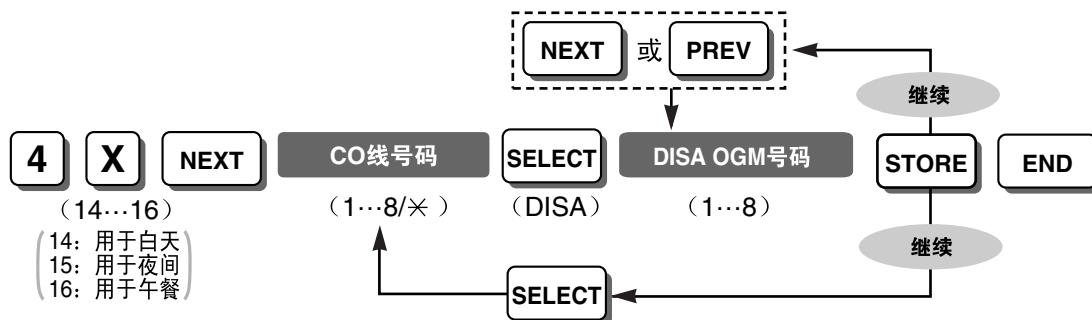 NEXT 或 PREV
继续
4 X NEXT CO线号码 SELECT DISA OGM号码 STORE END
（14…16） （1…8/✳） （DISA） （1…8）
14：用于白天
15：用于夜间
16：用于午餐
继续
SELECT